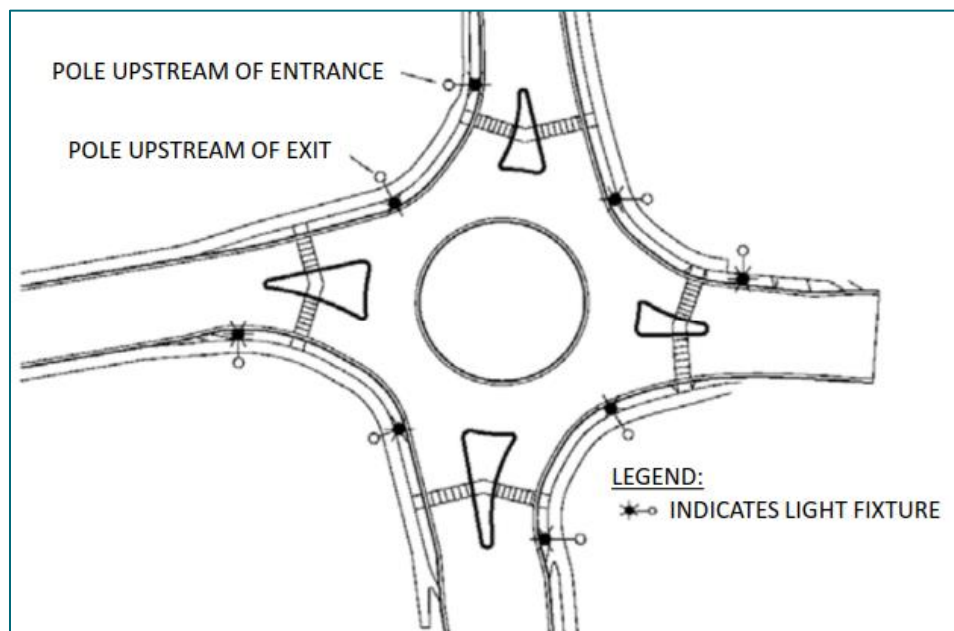 POLE UPSTREAM OF ENTRANCE
POLE UPSTREAM OF EXIT
LEGEND:
INDICATES LIGHT FIXTURE